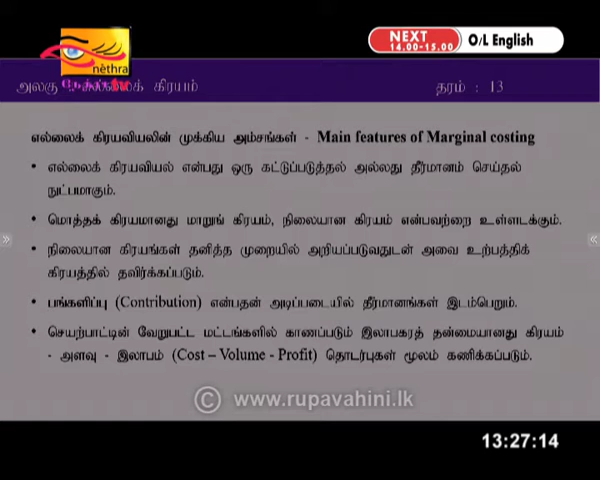 NEXT
14.00-15.00
O/L English
nethra
அலகு
எல்லைக் கிரயம்
தரம் : 13
எல்லைக் கிரயவியலின் முக்கிய அம்சங்கள் - Main features of Marginal costing
• எல்லைக் கிரயவியல் என்பது ஒரு கட்டுப்படுத்தல் அல்லது தீர்மானம் செய்தல்
நுட்பமாகும்.
• மொத்தக் கிரயமானது மாறுங் கிரயம், நிலையான கிரயம் என்பவற்றை உள்ளடக்கும்.
• நிலையான கிரயங்கள் தனித்த முறையில் அறியப்படுவதுடன் அவை உற்பத்திக்
கிரயத்தில் தவிர்க்கப்படும்.
• பங்களிப்பு (Contribution) என்பதன் அடிப்படையில் தீர்மானங்கள் இடம்பெறும்.
• செயற்பாட்டின் வேறுபட்ட மட்டங்களில் காணப்படும் இலாபகரத் தன்மையானது கிரயம்
- அளவு - இலாபம் (Cost – Volume - Profit) தொடர்புகள் மூலம் கணிக்கப்படும்.
© www.rupavahini.lk
13:27:14